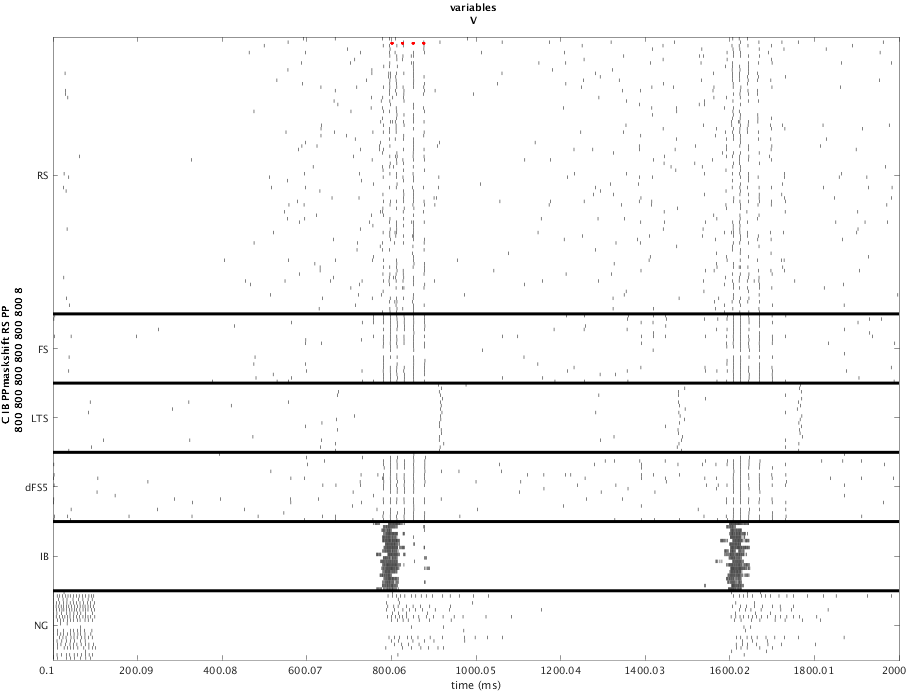 variables
V
C IB PPmaskshift RS PP
800 800 800 800 800 800 800 8
RS
FS
LTS
dFS5
IB
NG
0.1 200.09 400.08 600.07 800.06 1000.05 1200.04 1400.03 1600.02 1800.01 2000
time (ms)